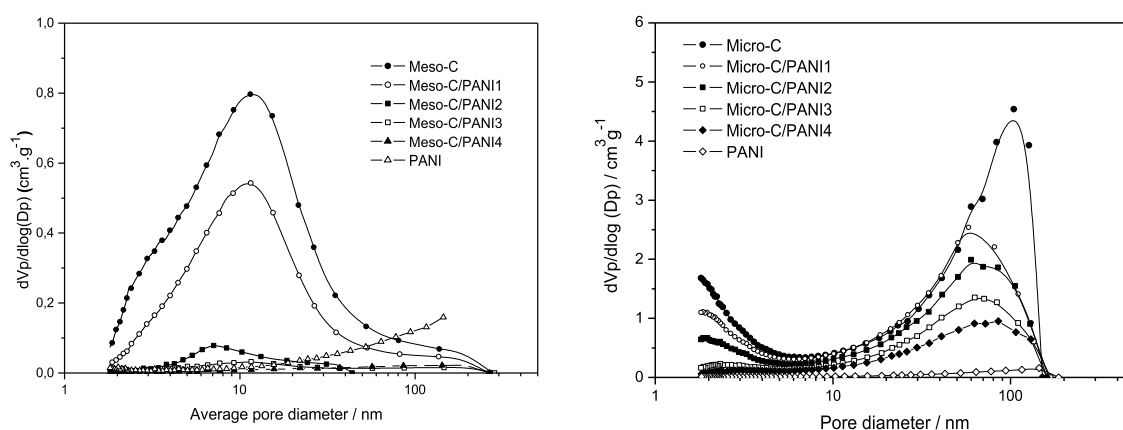 1,0
0,8
0,6
0,4
0,2
0,0
1
10
100
dVp/dlog(Dp) (cm³.g⁻¹)
Average pore diameter / nm
Meso-C
Meso-C/PANI1
Meso-C/PANI2
Meso-C/PANI3
Meso-C/PANI4
PANI
6
5
4
3
2
1
0
1
10
100
dVp/dlog (Dp) / cm³g⁻¹
Pore diameter / nm
Micro-C
Micro-C/PANI1
Micro-C/PANI2
Micro-C/PANI3
Micro-C/PANI4
PANI